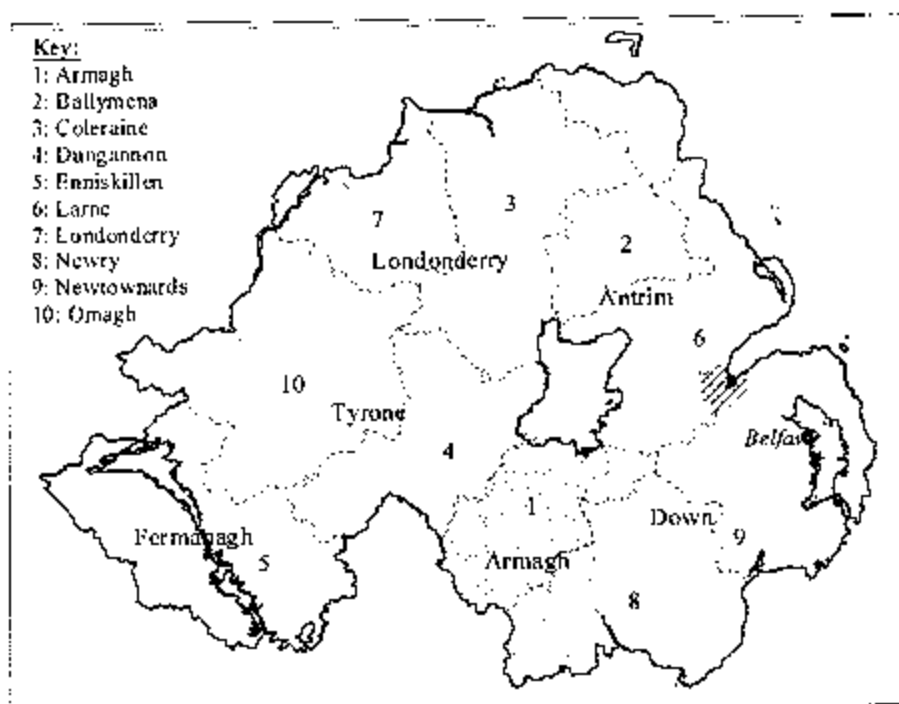 Key:
1: Armagh
2: Ballymena
3: Coleraine
4: Dungannon
5: Enniskillen
6: Larne
7: Londonderry
8: Newry
9: Newtownards
10: Omagh
7
3
2
Londonderry
Antrim
6
10
Tyrone
4
Belfast
1
Down
Fermanagh
9
5
Armagh
8